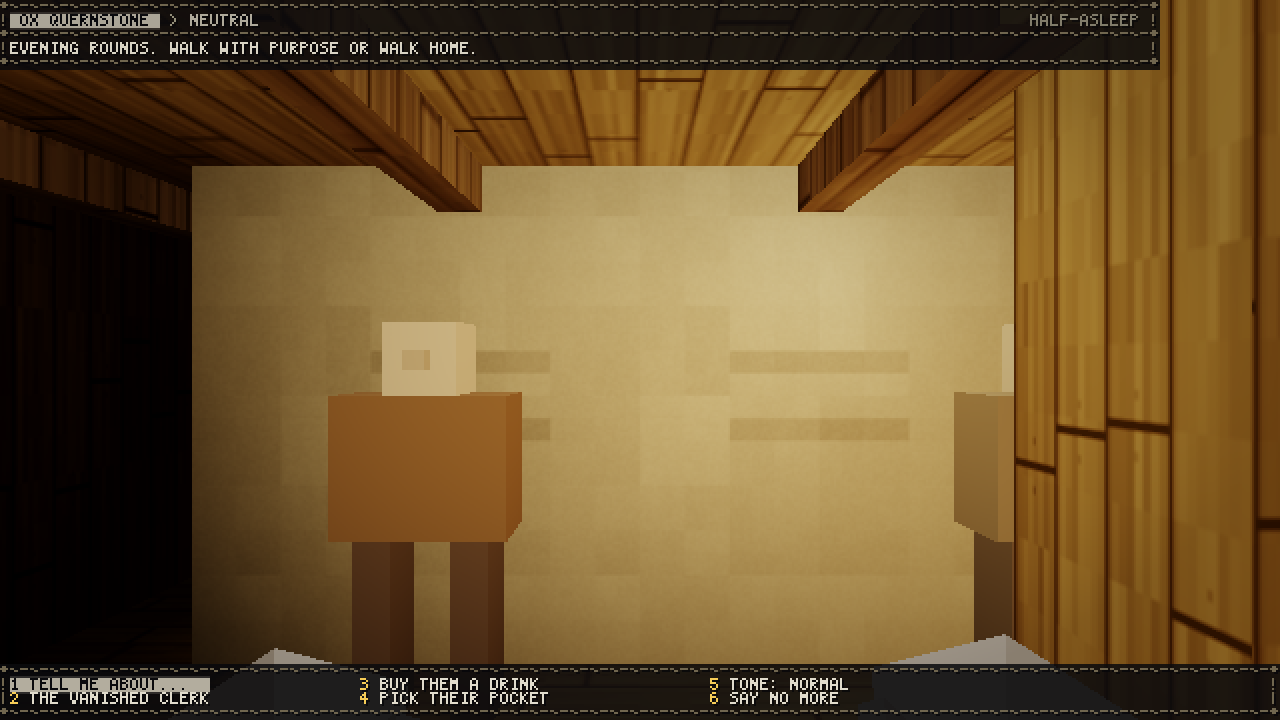 OX QUERNSTONE > NEUTRAL HALF-ASLEEP
EVENING ROUNDS. WALK WITH PURPOSE OR WALK HOME.
1 TELL ME ABOUT... 3 BUY THEM A DRINK 5 TONE: NORMAL
2 THE VANISHED CLERK 4 PICK THEIR POCKET 6 SAY NO MORE